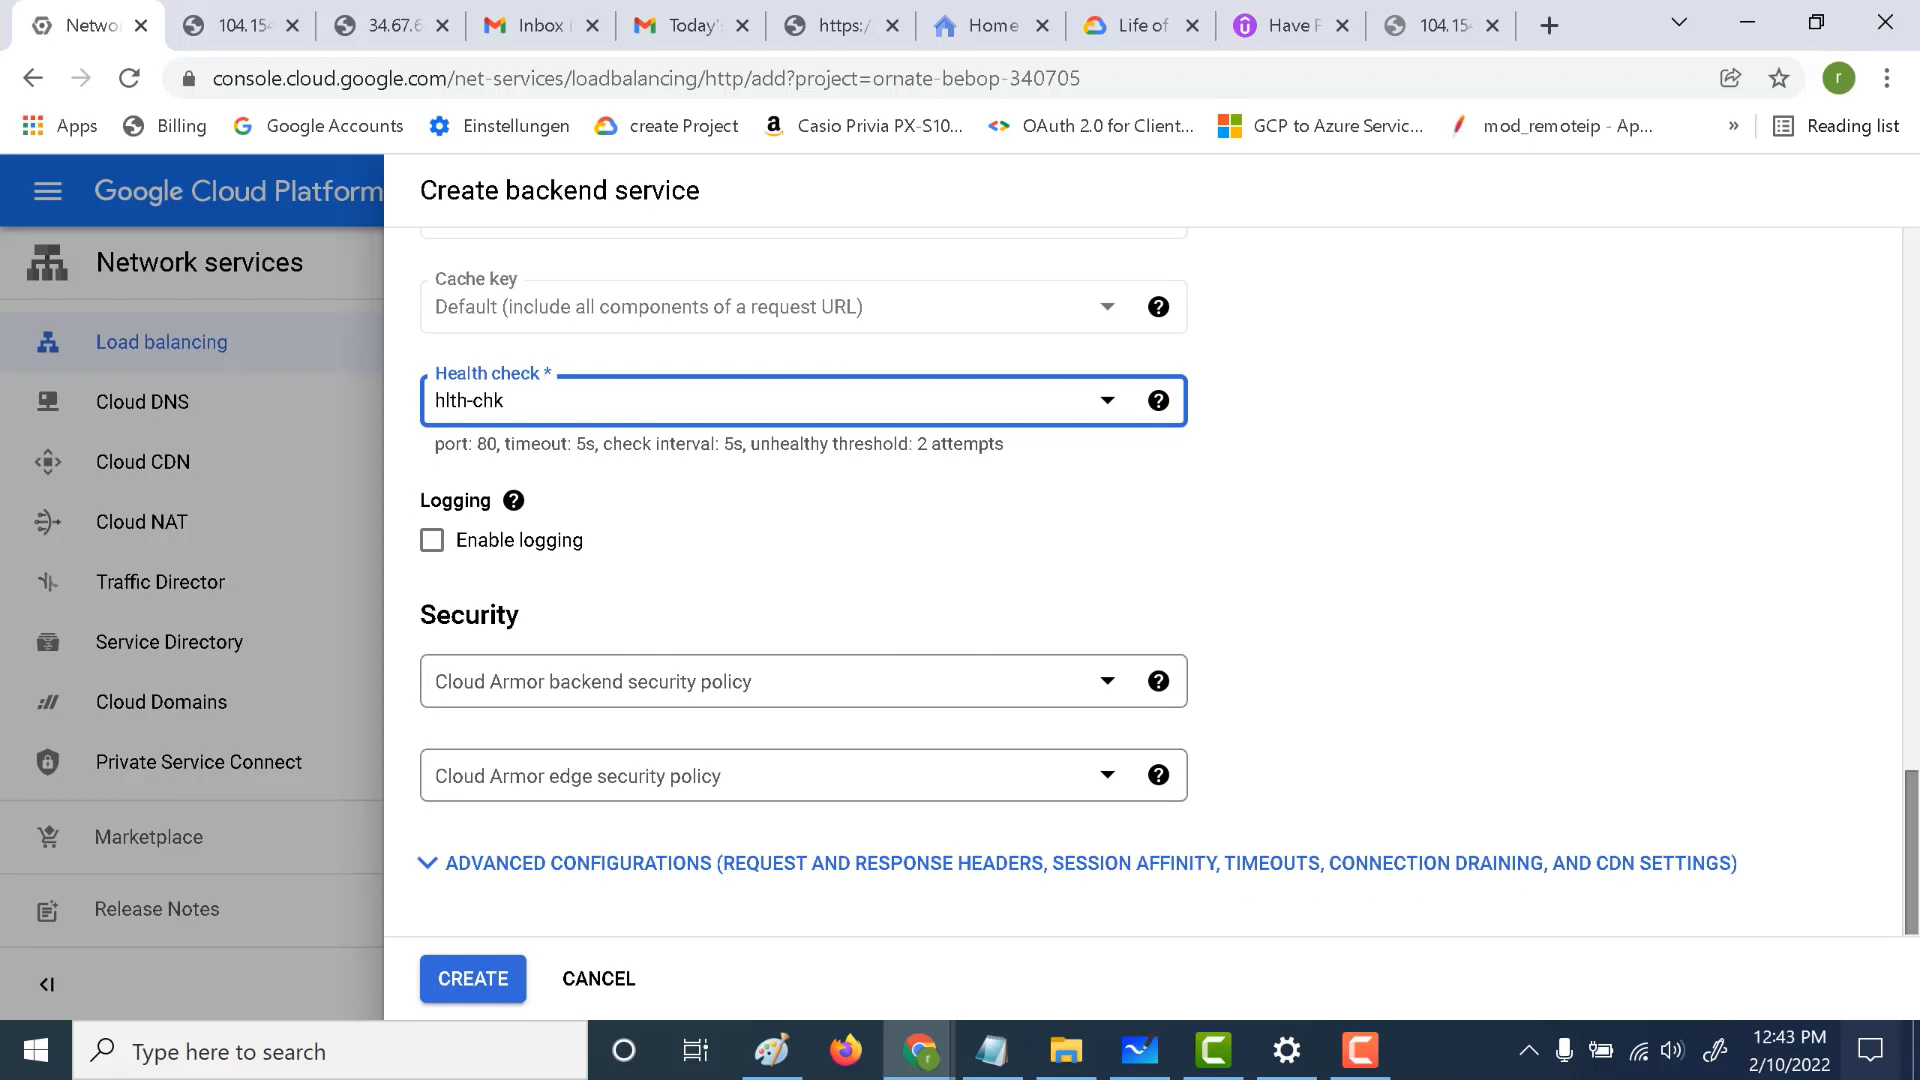 Netwo
104.154
34.67.6
Inbox
Today'
https:/
Home
Life of
Have F
104.154
console.cloud.google.com/net-services/loadbalancing/http/add?project=ornate-bebop-340705
r
Apps
Billing
Google Accounts
Einstellungen
create Project
Casio Privia PX-S10...
OAuth 2.0 for Client...
GCP to Azure Servic...
mod_remoteip - Ap...
»
Reading list
Google Cloud Platform
Create backend service
Network services
Cache key
Default (include all components of a request URL)
Load balancing
Health check *
hlth-chk
Cloud DNS
port: 80, timeout: 5s, check interval: 5s, unhealthy threshold: 2 attempts
Cloud CDN
Logging
Cloud NAT
Enable logging
Traffic Director
Security
Service Directory
Cloud Armor backend security policy
Cloud Domains
Private Service Connect
Cloud Armor edge security policy
Marketplace
ADVANCED CONFIGURATIONS (REQUEST AND RESPONSE HEADERS, SESSION AFFINITY, TIMEOUTS, CONNECTION DRAINING, AND CDN SETTINGS)
Release Notes
CREATE
CANCEL
Type here to search
12:43 PM
2/10/2022